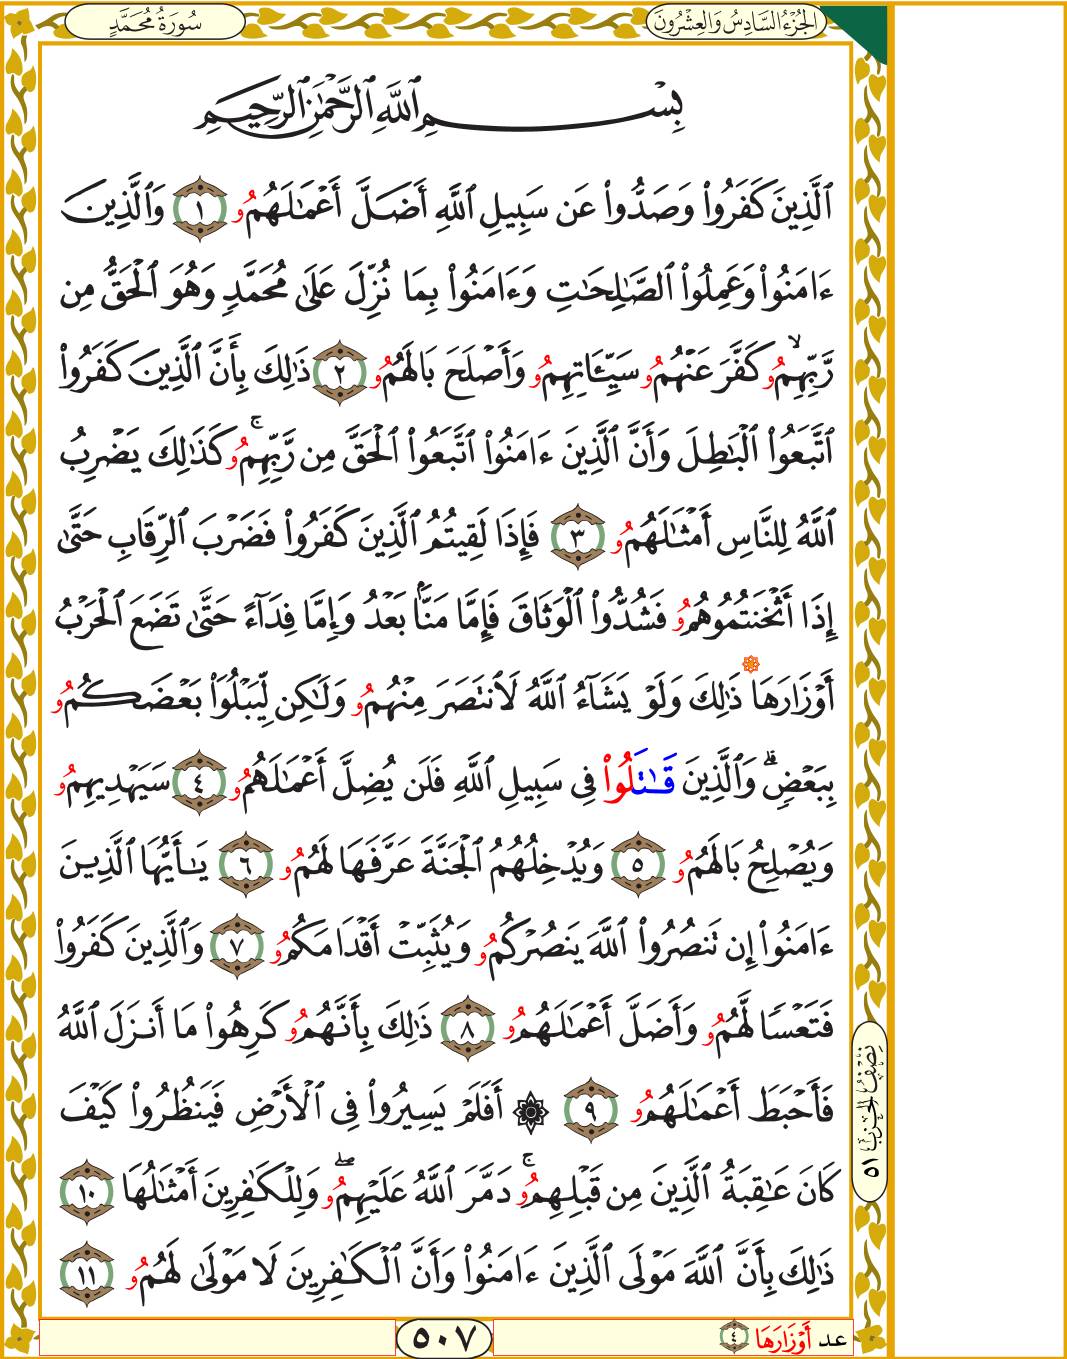 الجُزْءُ السَّادِسُ وَالعِشْرُونَ
سُورَةُ مُحَمَّدٍ
بِسْمِ ٱللَّهِ ٱلرَّحْمَٰنِ ٱلرَّحِيمِ
ٱلَّذِينَ كَفَرُواْ وَصَدُّواْ عَن سَبِيلِ ٱللَّهِ أَضَلَّ أَعْمَٰلَهُمُو ١ وَٱلَّذِينَ
ءَامَنُواْ وَعَمِلُواْ ٱلصَّٰلِحَٰتِ وَءَامَنُواْ بِمَا نُزِّلَ عَلَىٰ مُحَمَّدٍ وَهُوَ ٱلْحَقُّ مِن
رَّبِّهِمُو ۙ كَفَّرَ عَنْهُمُو سَيِّـَٔاتِهِمُو وَأَصْلَحَ بَالَهُمُو ٢ ذَٰلِكَ بِأَنَّ ٱلَّذِينَ كَفَرُواْ
ٱتَّبَعُواْ ٱلْبَٰطِلَ وَأَنَّ ٱلَّذِينَ ءَامَنُواْ ٱتَّبَعُواْ ٱلْحَقَّ مِن رَّبِّهِمُو ۚ كَذَٰلِكَ يَضْرِبُ
ٱللَّهُ لِلنَّاسِ أَمْثَٰلَهُمُو ٣ فَإِذَا لَقِيتُمُ ٱلَّذِينَ كَفَرُواْ فَضَرْبَ ٱلرِّقَابِ حَتَّىٰ
إِذَا أَثْخَنتُمُوهُمُو فَشُدُّواْ ٱلْوَثَاقَ فَإِمَّا مَنَّۢا بَعْدُ وَإِمَّا فِدَآءً حَتَّىٰ تَضَعَ ٱلْحَرْبُ
أَوْزَارَهَا ذَٰلِكَ وَلَوْ يَشَآءُ ٱللَّهُ لَٱنتَصَرَ مِنْهُمُو وَلَٰكِن لِّيَبْلُوَاْ بَعْضَكُمُو
بِبَعْضٍ ۗ وَٱلَّذِينَ قَٰتَلُواْ فِى سَبِيلِ ٱللَّهِ فَلَن يُضِلَّ أَعْمَٰلَهُمُو ٤ سَيَهْدِيهِمُو
وَيُصْلِحُ بَالَهُمُو ٥ وَيُدْخِلُهُمُ ٱلْجَنَّةَ عَرَّفَهَا لَهُمُو ٦ يَٰٓأَيُّهَا ٱلَّذِينَ
ءَامَنُواْ إِن تَنصُرُواْ ٱللَّهَ يَنصُرْكُمُو وَيُثَبِّتْ أَقْدَامَكُمُو ٧ وَٱلَّذِينَ كَفَرُواْ
فَتَعْسًا لَّهُمُو وَأَضَلَّ أَعْمَٰلَهُمُو ٨ ذَٰلِكَ بِأَنَّهُمُو كَرِهُواْ مَا أَنزَلَ ٱللَّهُ
فَأَحْبَطَ أَعْمَٰلَهُمُو ٩ ۞ أَفَلَمْ يَسِيرُواْ فِى ٱلْأَرْضِ فَيَنظُرُواْ كَيْفَ
كَانَ عَٰقِبَةُ ٱلَّذِينَ مِن قَبْلِهِمُو ۚ دَمَّرَ ٱللَّهُ عَلَيْهِمُو ۖ وَلِلْكَٰفِرِينَ أَمْثَٰلُهَا ١٠
ذَٰلِكَ بِأَنَّ ٱللَّهَ مَوْلَى ٱلَّذِينَ ءَامَنُواْ وَأَنَّ ٱلْكَٰفِرِينَ لَا مَوْلَىٰ لَهُمُو ١١
نِصْفُ الحِزْبِ ٥١
عد أَوْزَارَهَا ٤
٥٠٧